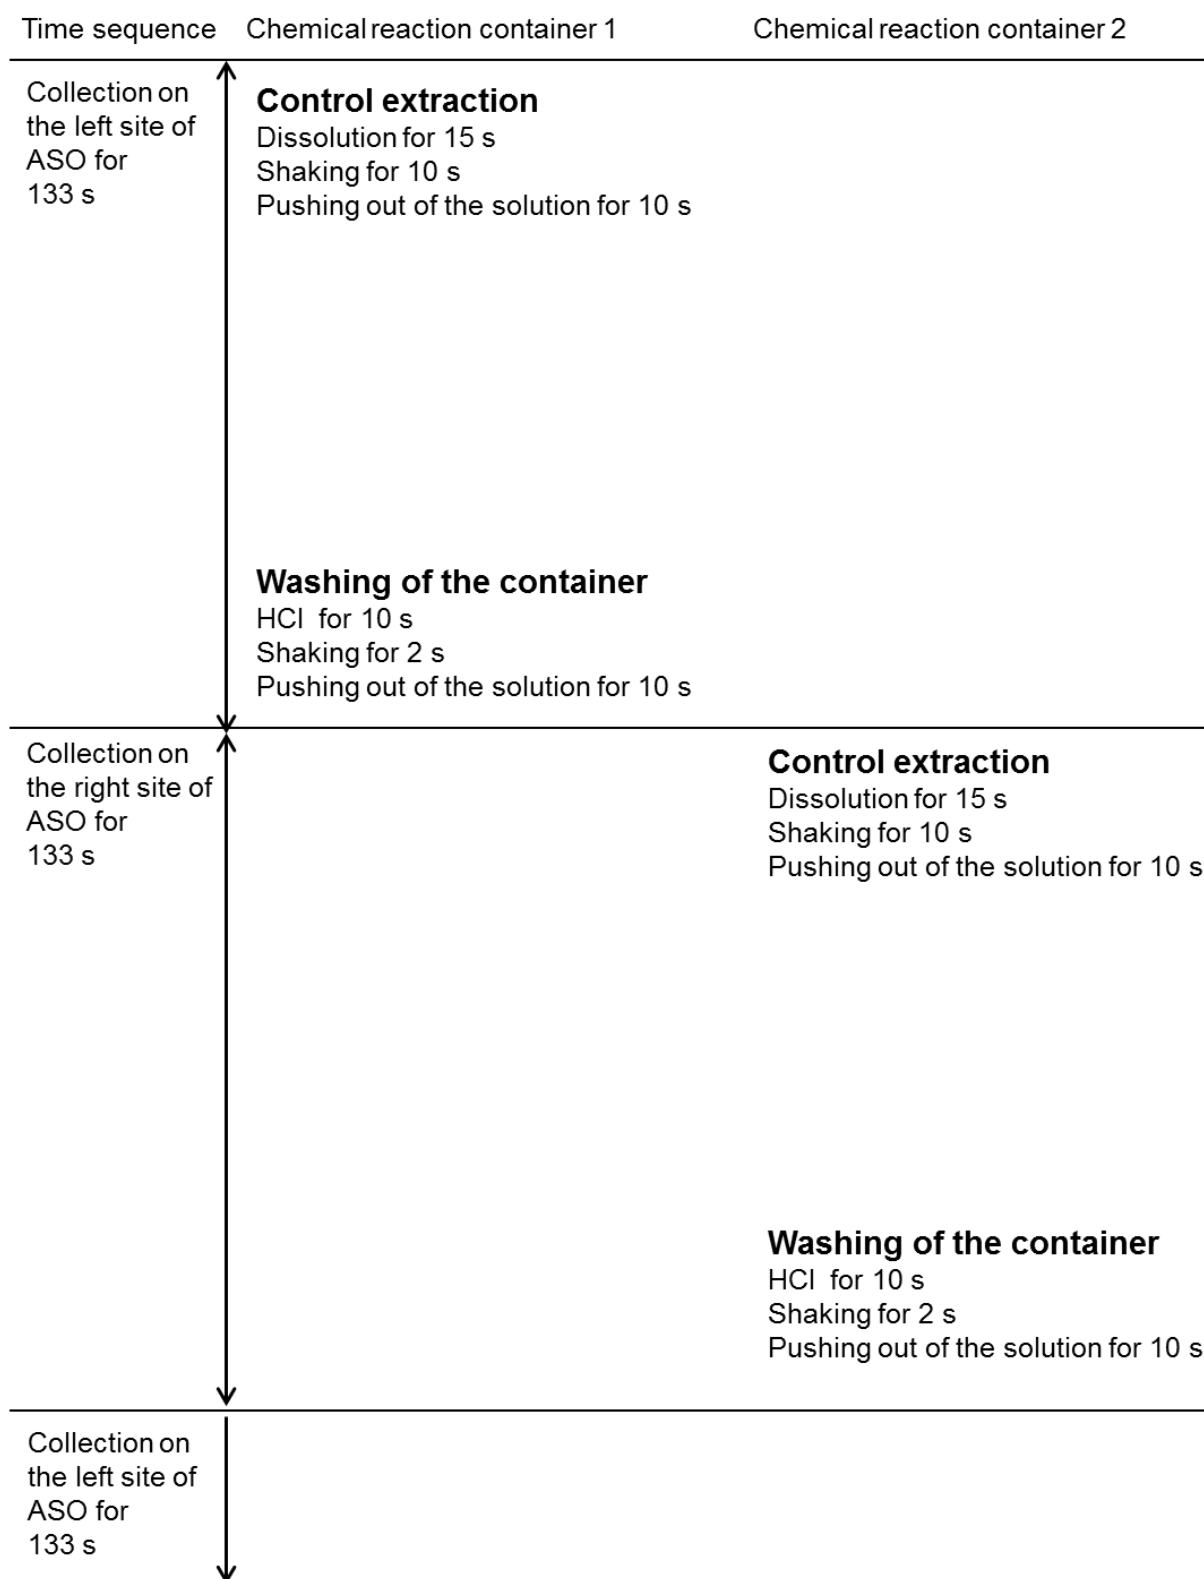 Time sequence Chemical reaction container 1 Chemical reaction container 2
Collection on
the left site of
ASO for
133 s
Control extraction
Dissolution for 15 s
Shaking for 10 s
Pushing out of the solution for 10 s
Washing of the container
HCl for 10 s
Shaking for 2 s
Pushing out of the solution for 10 s
Collection on
the right site of
ASO for
133 s
Control extraction
Dissolution for 15 s
Shaking for 10 s
Pushing out of the solution for 10 s
Washing of the container
HCl for 10 s
Shaking for 2 s
Pushing out of the solution for 10 s
Collection on
the left site of
ASO for
133 s